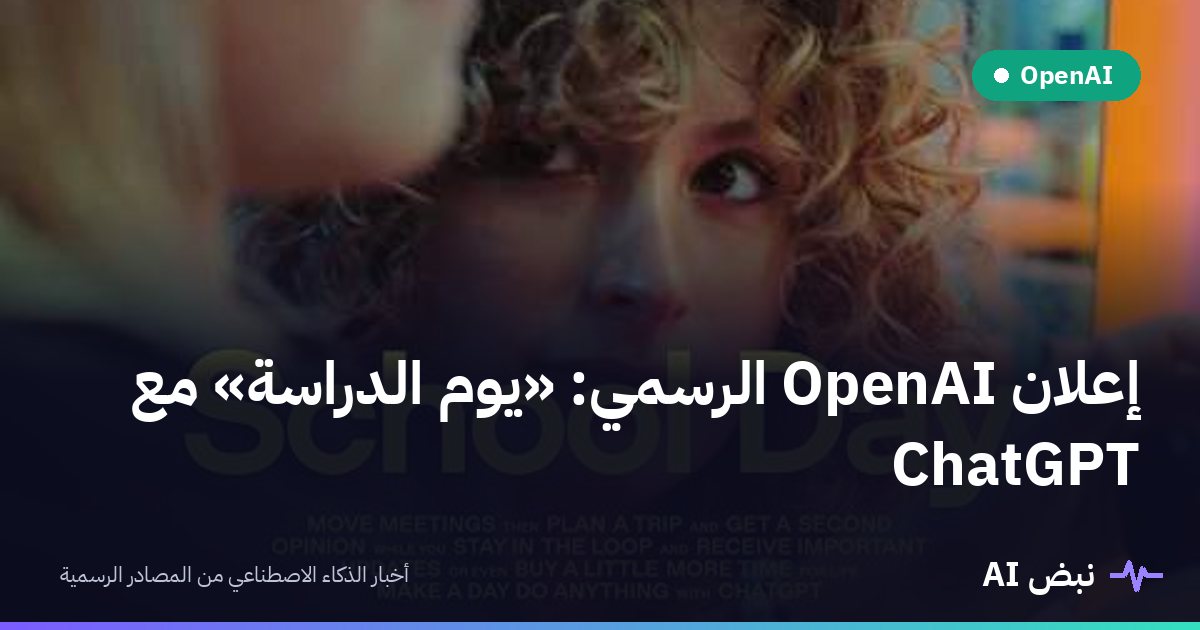 OpenAI
إعلان OpenAI الرسمي: «يوم الدراسة» مع
ChatGPT
School Day
MOVE MEETINGS THEN PLAN A TRIP AND GET A SECOND
OPINION WHILE YOU STAY IN THE LOOP AND RECEIVE IMPORTANT
OR EVEN BUY A LITTLE MORE TIME
MAKE A DAY DO ANYTHING WITH CHATGPT
نبض AI
أخبار الذكاء الاصطناعي من المصادر الرسمية